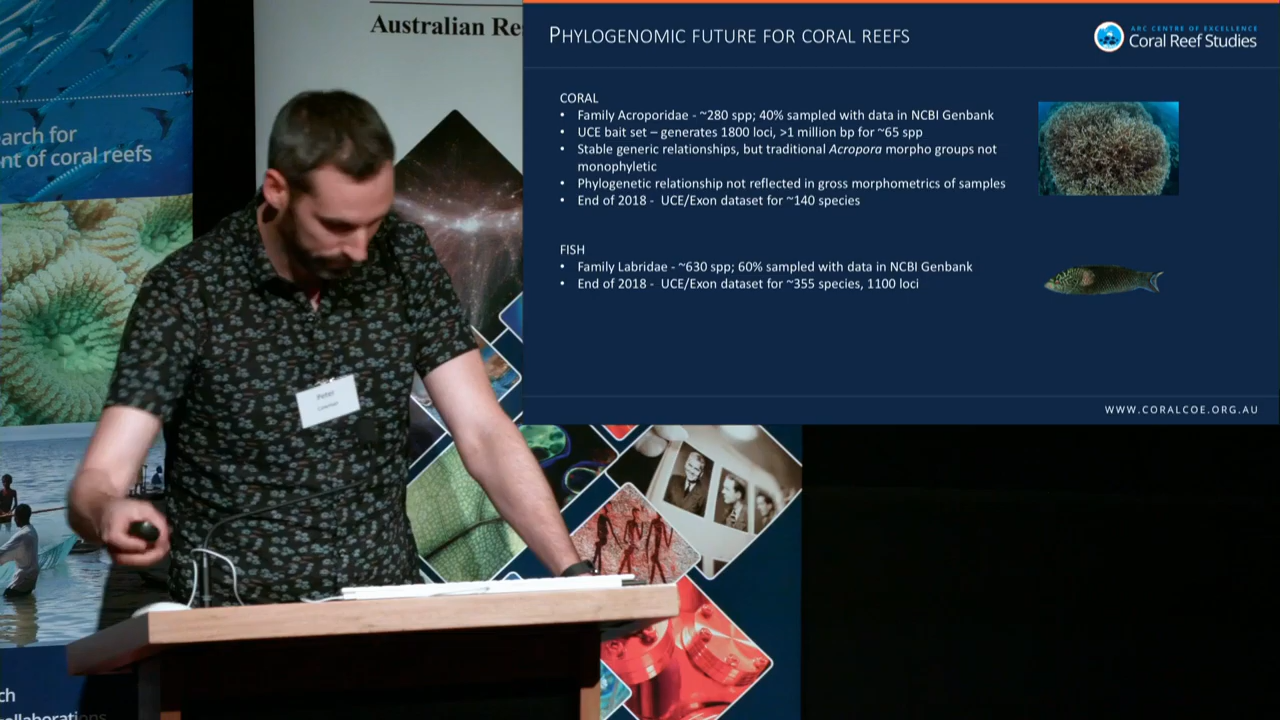 Australian Re
arch for
nt of coral reefs
Peter
ch
ollaborations
PHYLOGENOMIC FUTURE FOR CORAL REEFS
ARC CENTRE OF EXCELLENCE
Coral Reef Studies
CORAL
• Family Acroporidae - ~280 spp; 40% sampled with data in NCBI Genbank
• UCE bait set – generates 1800 loci, >1 million bp for ~65 spp
• Stable generic relationships, but traditional Acropora morpho groups not
monophyletic
• Phylogenetic relationship not reflected in gross morphometrics of samples
• End of 2018 - UCE/Exon dataset for ~140 species
FISH
• Family Labridae - ~630 spp; 60% sampled with data in NCBI Genbank
• End of 2018 - UCE/Exon dataset for ~355 species, 1100 loci
WWW.CORALCOE.ORG.AU